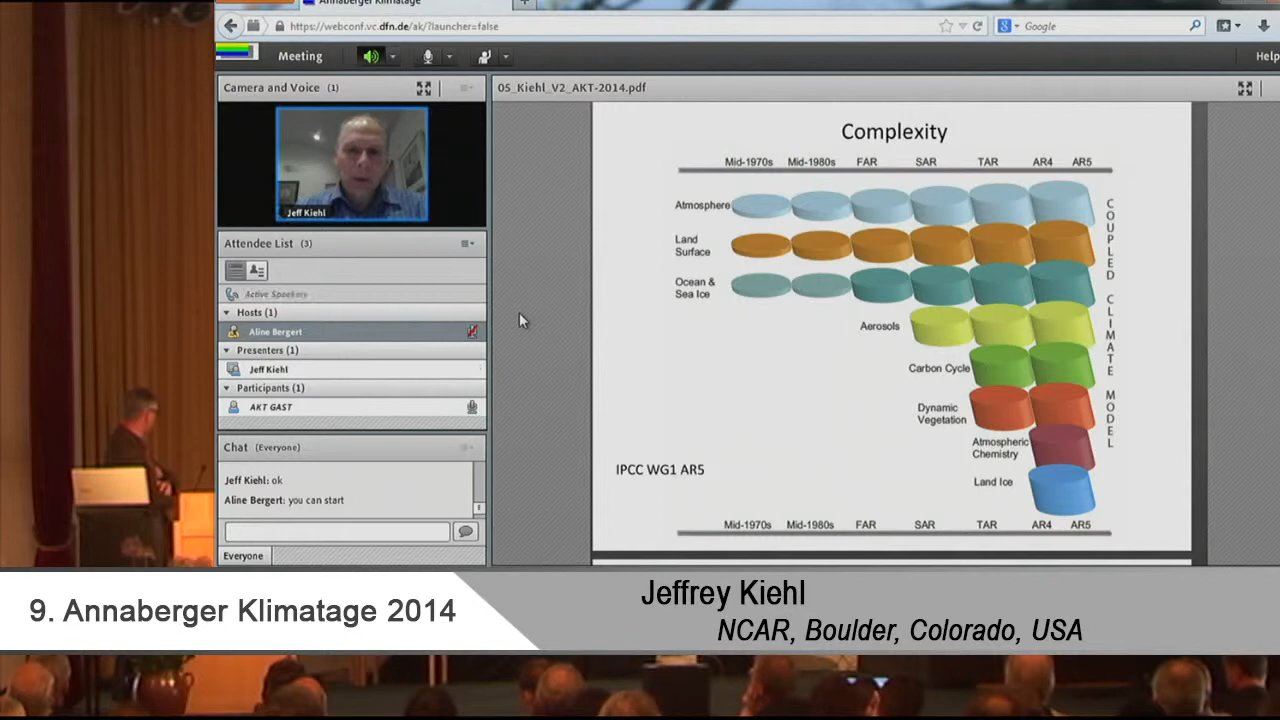 Annaberger Klimatage
https://webconf.vc.dfn.de/ak/?launcher=false
Google
Meeting
Help
Camera and Voice (1)
Jeff Kiehl
Attendee List (3)
Active Speakers
Hosts (1)
Aline Bergert
Presenters (1)
Jeff Kiehl
Participants (1)
AKT GAST
Chat (Everyone)
Jeff Kiehl: ok
Aline Bergert: you can start
Everyone
05_Kiehl_V2_AKT-2014.pdf
Complexity
Mid-1970s Mid-1980s FAR SAR TAR AR4 AR5
Atmosphere
Land
Surface
Ocean &
Sea Ice
Aerosols
Carbon Cycle
Dynamic
Vegetation
Atmospheric
Chemistry
Land Ice
COUPLED CLIMATE MODEL
IPCC WG1 AR5
Mid-1970s Mid-1980s FAR SAR TAR AR4 AR5
9. Annaberger Klimatage 2014
Jeffrey Kiehl
NCAR, Boulder, Colorado, USA